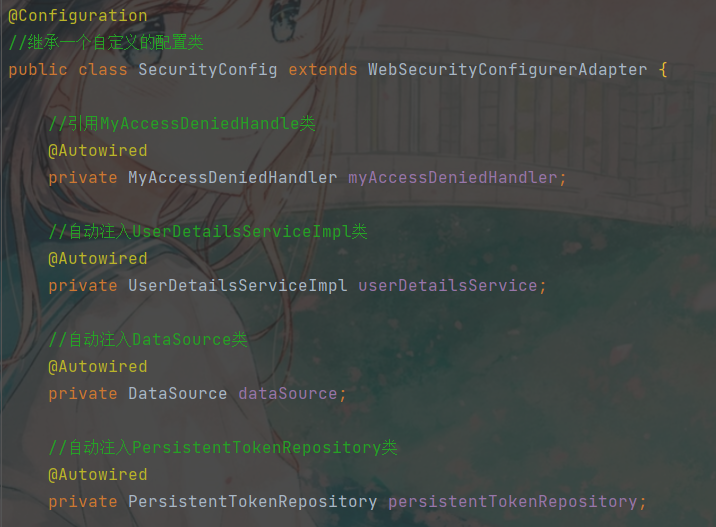 @Configuration
//继承一个自定义的配置类
public class SecurityConfig extends WebSecurityConfigurerAdapter {
//引用MyAccessDeniedHandle类
@Autowired
private MyAccessDeniedHandler myAccessDeniedHandler;
//自动注入UserDetailsServiceImpl类
@Autowired
private UserDetailsServiceImpl userDetailsService;
//自动注入DataSource类
@Autowired
private DataSource dataSource;
//自动注入PersistentTokenRepository类
@Autowired
private PersistentTokenRepository persistentTokenRepository;